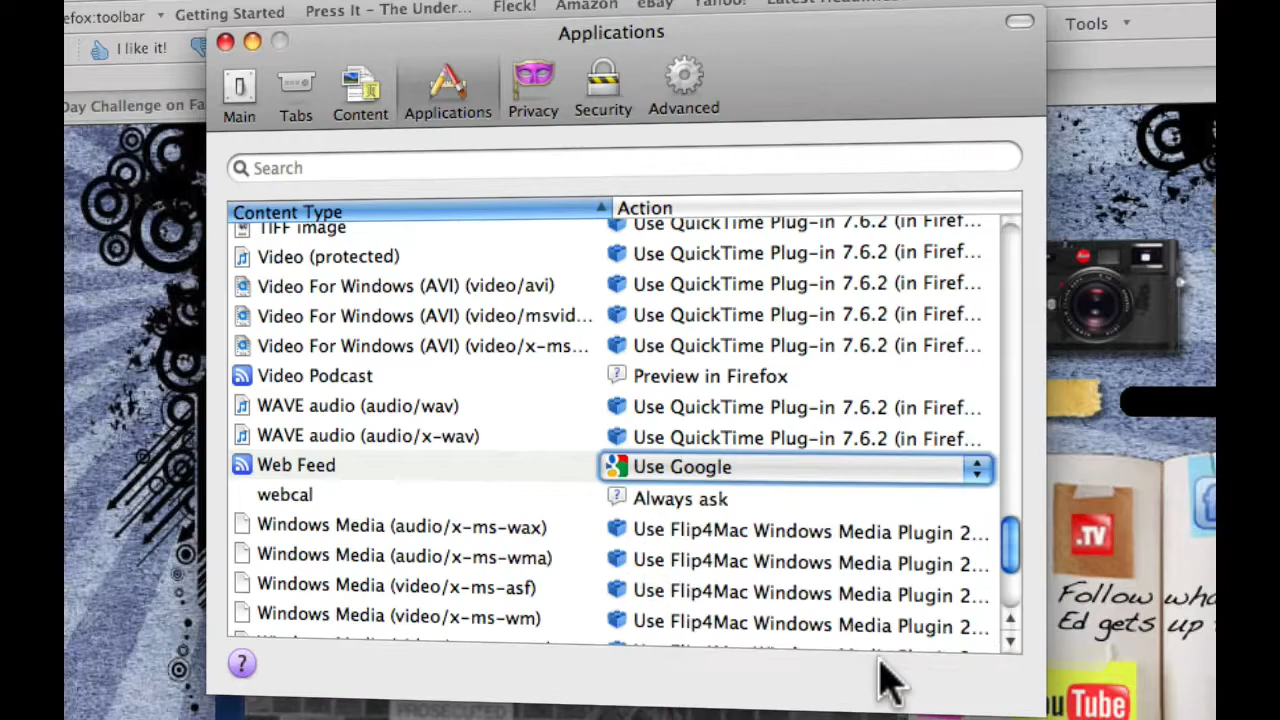 efox:toolbar Getting Started Press It - The Under... Fleck! Amazon eBay Yahoo!
I like it!
Applications
Tools
Main Tabs Content Applications Privacy Security Advanced
Day Challenge on Fa
Search
Content Type Action
TIFF image Use QuickTime Plug-in 7.6.2 (in Firef...
Video (protected) Use QuickTime Plug-in 7.6.2 (in Firef...
Video For Windows (AVI) (video/avi) Use QuickTime Plug-in 7.6.2 (in Firef...
Video For Windows (AVI) (video/msvid... Use QuickTime Plug-in 7.6.2 (in Firef...
Video For Windows (AVI) (video/x-ms... Use QuickTime Plug-in 7.6.2 (in Firef...
Video Podcast Preview in Firefox
WAVE audio (audio/wav) Use QuickTime Plug-in 7.6.2 (in Firef...
WAVE audio (audio/x-wav) Use QuickTime Plug-in 7.6.2 (in Firef...
Web Feed Use Google
webcal Always ask
Windows Media (audio/x-ms-wax) Use Flip4Mac Windows Media Plugin 2...
Windows Media (audio/x-ms-wma) Use Flip4Mac Windows Media Plugin 2...
Windows Media (video/x-ms-asf) Use Flip4Mac Windows Media Plugin 2...
Windows Media (video/x-ms-wm) Use Flip4Mac Windows Media Plugin 2...
?
.TV
Follow who
Ed gets up
ou Tube
PROSECUTED